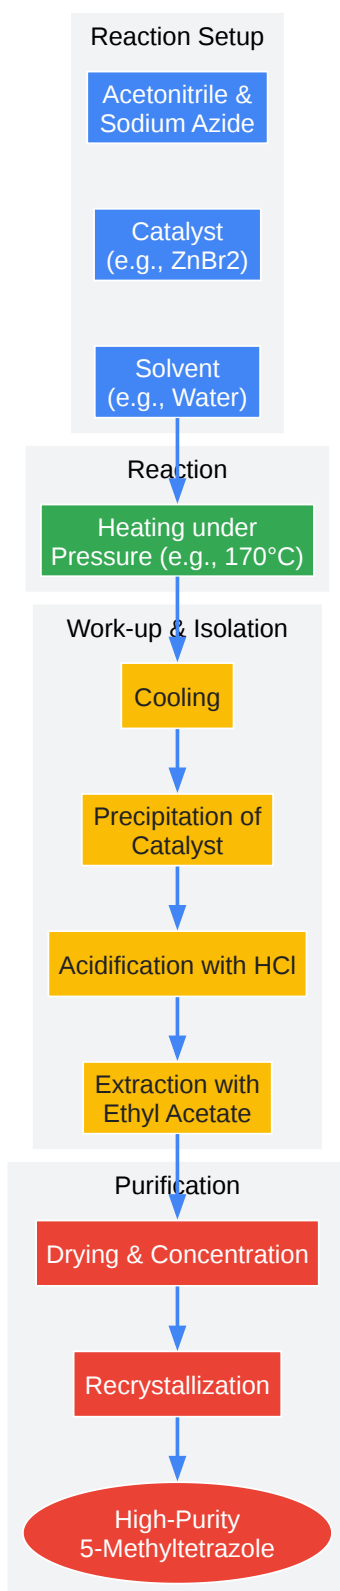 Reaction Setup
Acetonitrile &
Sodium Azide
Catalyst
(e.g., ZnBr2)
Solvent
(e.g., Water)
Reaction
Heating under
Pressure (e.g., 170°C)
Work-up & Isolation
Cooling
Precipitation of
Catalyst
Acidification with HCl
Extraction with
Ethyl Acetate
Purification
Drying & Concentration
Recrystallization
High-Purity
5-Methyltetrazole